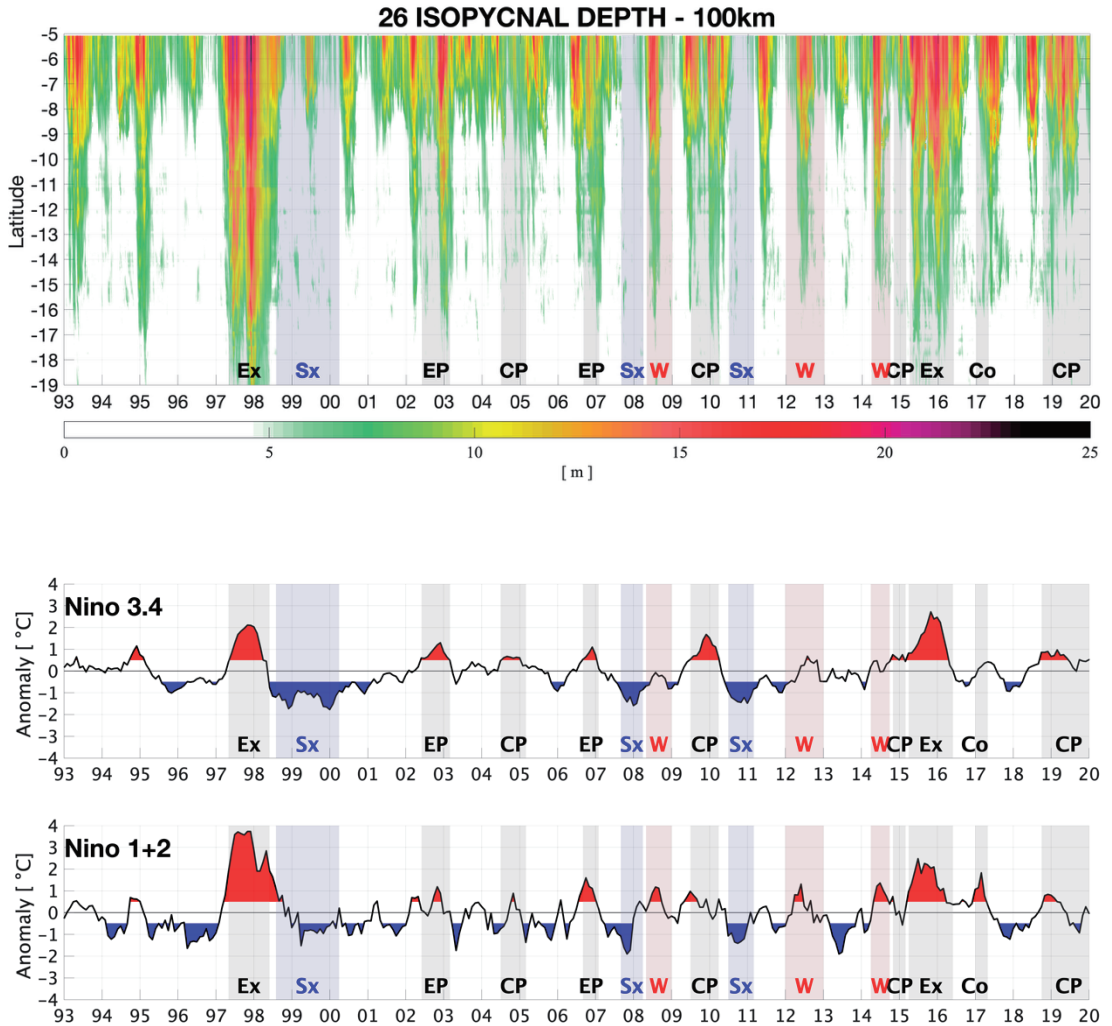 26 ISOPYCNAL DEPTH - 100km
-5
-6
-7
-8
-9
-10
-11
-12
-13
-14
-15
-16
-17
-18
-19
Latitude
Ex Sx EP CP EP Sx W CP Sx W W CP Ex Co CP
93 94 95 96 97 98 99 00 01 02 03 04 05 06 07 08 09 10 11 12 13 14 15 16 17 18 19 20
0 5 10 15 20 25
[ m ]
Nino 3.4
Anomaly [ °C]
4
3
2
1
0
-1
-2
-3
-4
Ex Sx EP CP EP Sx W CP Sx W W CP Ex Co CP
93 94 95 96 97 98 99 00 01 02 03 04 05 06 07 08 09 10 11 12 13 14 15 16 17 18 19 20
Nino 1+2
Anomaly [ °C]
4
3
2
1
0
-1
-2
-3
-4
Ex Sx EP CP EP Sx W CP Sx W W CP Ex Co CP
93 94 95 96 97 98 99 00 01 02 03 04 05 06 07 08 09 10 11 12 13 14 15 16 17 18 19 20